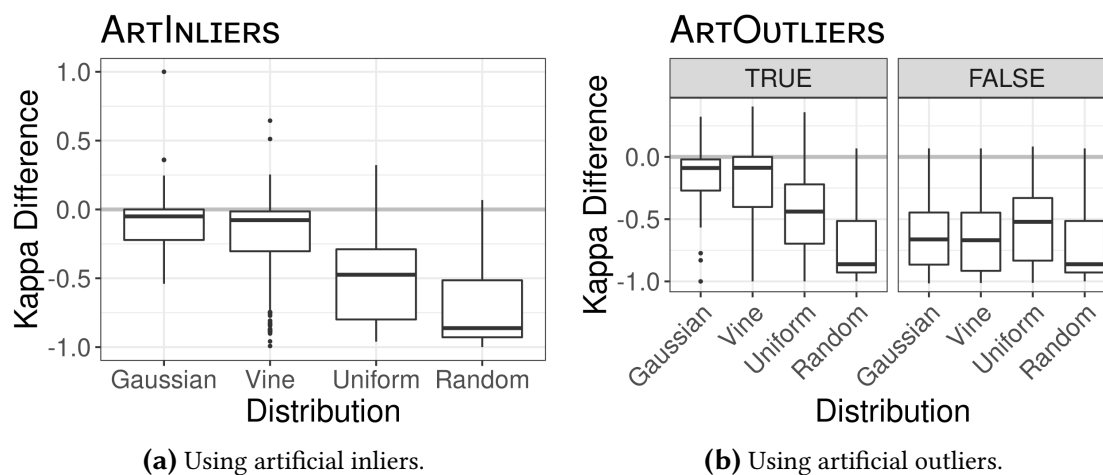 ArtInliers
Kappa Difference
1.0
0.5
0.0
-0.5
-1.0
Gaussian Vine Uniform Random
Distribution
(a) Using artificial inliers.
ArtOutliers
TRUE FALSE
Kappa Difference
0.0
-0.5
-1.0
Gaussian Vine Uniform Random Gaussian Vine Uniform Random
Distribution
(b) Using artificial outliers.